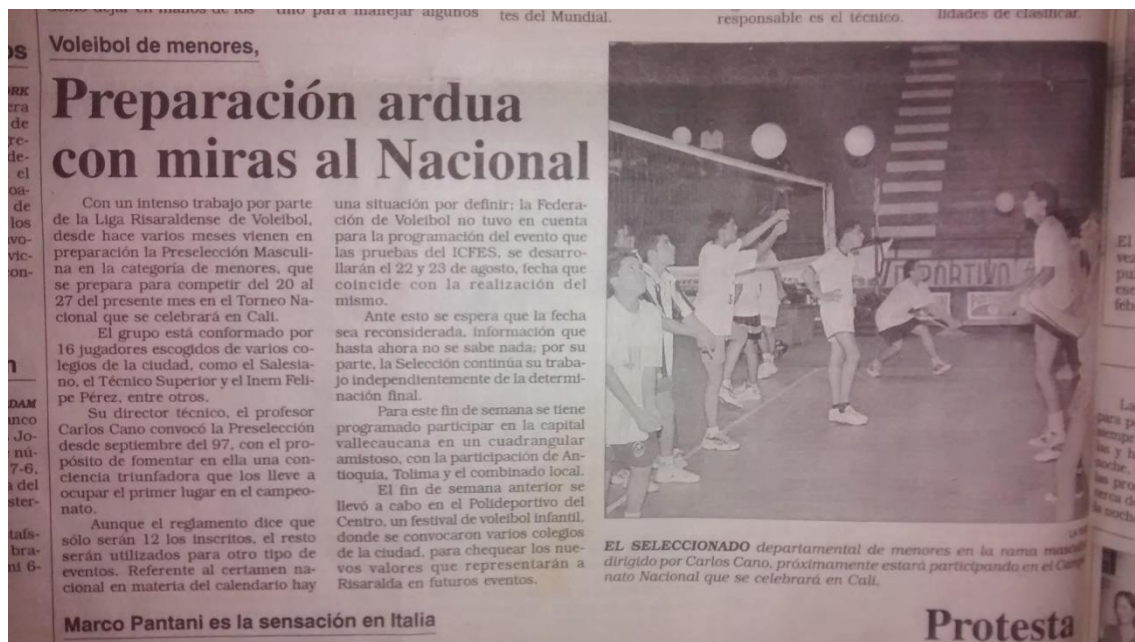 tes del Mundial.
responsable es el técnico.
lidades de clasificar.
Voleibol de menores,
Preparación ardua
con miras al Nacional
Con un intenso trabajo por parte
de la Liga Risaraldense de Voleibol,
desde hace varios meses vienen en
preparación la Preselección Masculi-
na en la categoría de menores, que
se prepara para competir del 20 al
27 del presente mes en el Torneo Na-
cional que se celebrará en Cali.
El grupo está conformado por
16 jugadores escogidos de varios co-
legios de la ciudad, como el Salesia-
no, el Técnico Superior y el Inem Feli-
pe Pérez, entre otros.
Su director técnico, el profesor
Carlos Cano convocó la Preselección
desde septiembre del 97, con el pro-
pósito de fomentar en ella una con-
ciencia triunfadora que los lleve a
ocupar el primer lugar en el campeo-
nato.
Aunque el reglamento dice que
sólo serán 12 los inscritos, el resto
serán utilizados para otro tipo de
eventos. Referente al certamen na-
cional en materia del calendario hay
una situación por definir; la Federa-
ción de Voleibol no tuvo en cuenta
para la programación del evento que
las pruebas del ICFES, se desarro-
llarán el 22 y 23 de agosto, fecha que
coincide con la realización del
mismo.
Ante esto se espera que la fecha
sea reconsiderada, información que
hasta ahora no se sabe nada; por su
parte, la Selección continúa su traba-
jo independientemente de la determi-
nación final.
Para este fin de semana se tiene
programado participar en la capital
vallecaucana en un cuadrangular
amistoso, con la participación de An-
tioquia, Tolima y el combinado local.
El fin de semana anterior se
llevó a cabo en el Polideportivo del
Centro, un festival de voleibol infantil,
donde se convocaron varios colegios
de la ciudad, para chequear los nue-
vos valores que representarán a
Risaralda en futuros eventos.
EL SELECCIONADO departamental de menores en la rama
dirigido por Carlos Cano, próximamente estará participando en el
nato Nacional que se celebrará en Cali.
Marco Pantani es la sensación en Italia
Protesta